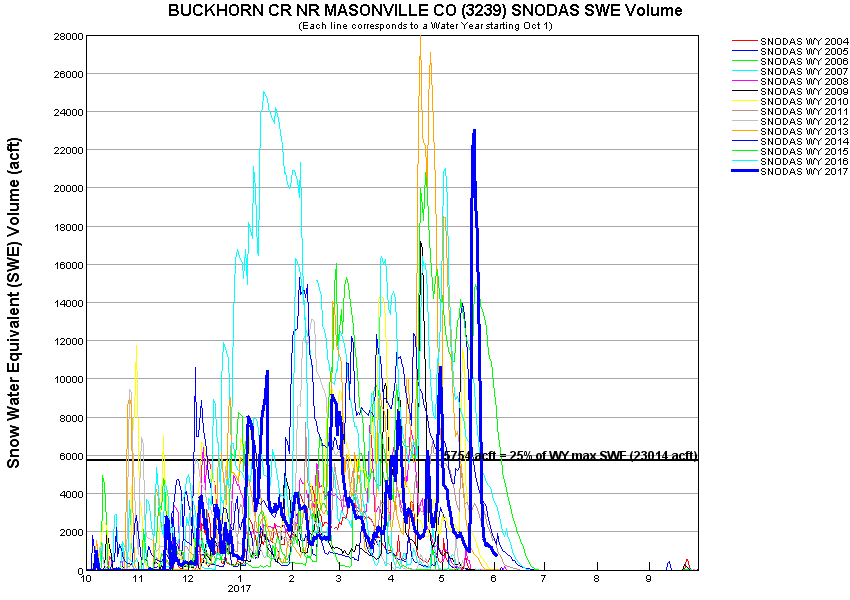 BUCKHORN CR NR MASONVILLE CO (3239) SNODAS SWE Volume
(Each line corresponds to a Water Year starting Oct 1)
Snow Water Equivalent (SWE) Volume (acft)
28000
26000
24000
22000
20000
18000
16000
14000
12000
10000
8000
6000
4000
2000
0
5754 acft = 25% of WY max SWE (23014 acft)
10 11 12 1 2 3 4 5 6 7 8 9
2017
SNODAS WY 2004
SNODAS WY 2005
SNODAS WY 2006
SNODAS WY 2007
SNODAS WY 2008
SNODAS WY 2009
SNODAS WY 2010
SNODAS WY 2011
SNODAS WY 2012
SNODAS WY 2013
SNODAS WY 2014
SNODAS WY 2015
SNODAS WY 2016
SNODAS WY 2017